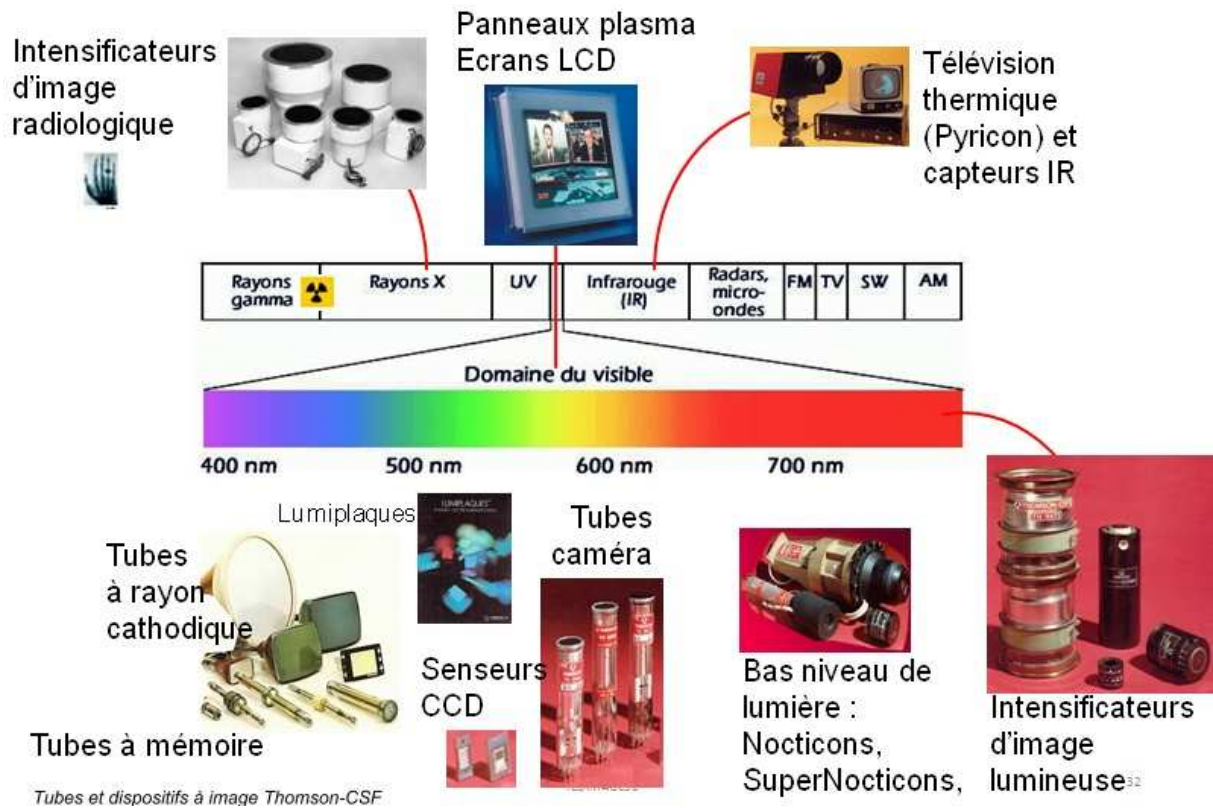 Intensificateurs
d'image
radiologique
Panneaux plasma
Ecrans LCD
Télévision
thermique
(Pyricon) et
capteurs IR
Rayons
gamma
Rayons X
UV
Infrarouge
(IR)
Radars,
micro-
ondes
FM
TV
SW
AM
Domaine du visible
400 nm
500 nm
600 nm
700 nm
Lumiplaques
LUMIPLAQUES
Tubes
à rayon
cathodique
Tubes
caméra
Senseurs
CCD
Tubes à mémoire
Bas niveau de
lumière :
Nocticons,
SuperNocticons,
Intensificateurs
d'image
lumineuse
32
Tubes et dispositifs à image Thomson-CSF